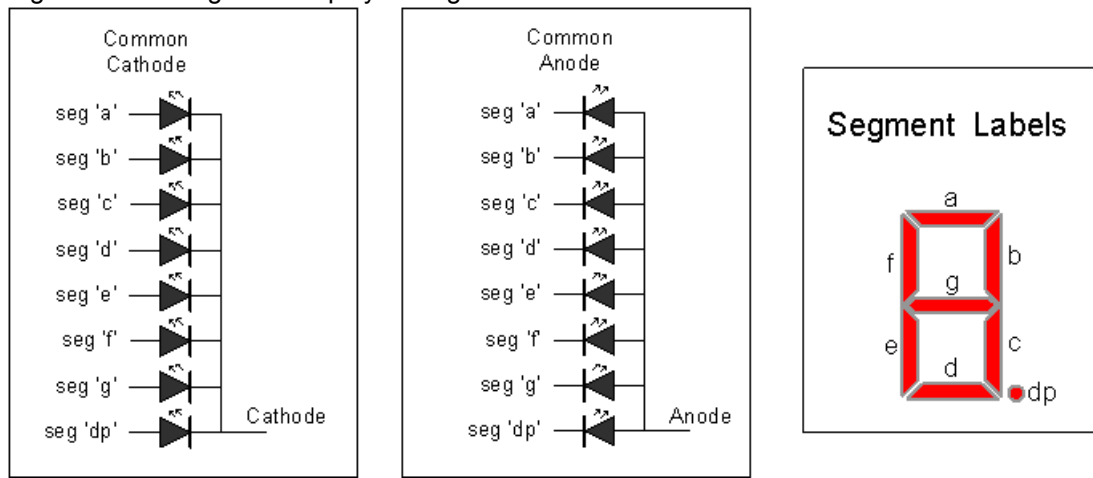 Common
Cathode
seg 'a'
seg 'b'
seg 'c'
seg 'd'
seg 'e'
seg 'f'
seg 'g'
seg 'dp'
Cathode
Common
Anode
seg 'a'
seg 'b'
seg 'c'
seg 'd'
seg 'e'
seg 'f'
seg 'g'
seg 'dp'
Anode
Segment Labels
a
f
b
g
e
c
d
dp